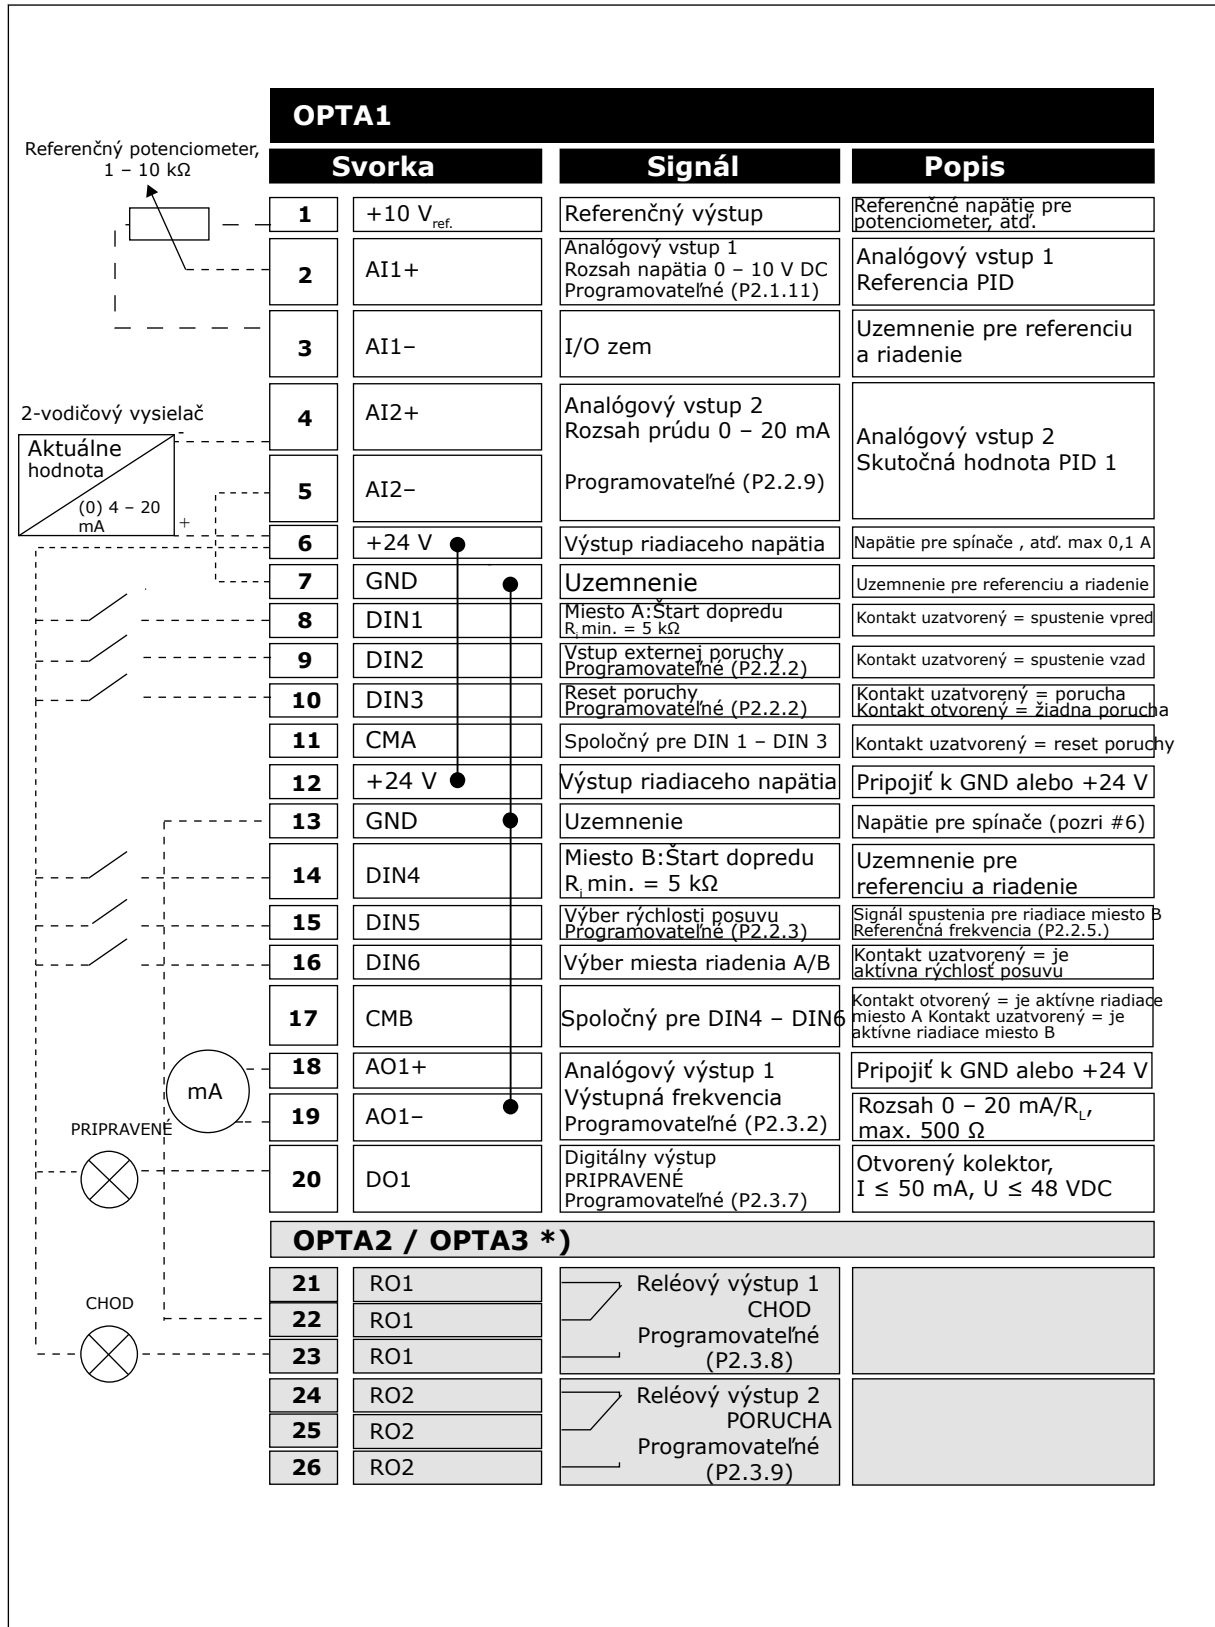 OPTA1
Referenčný potenciometer,
1 – 10 kΩ
Svorka
Signál
Popis
1
+10 Vref.
Referenčný výstup
Referenčné napätie pre
potenciometer, atď.
2
AI1+
Analógový vstup 1
Rozsah napätia 0 – 10 V DC
Programovateľné (P2.1.11)
Analógový vstup 1
Referencia PID
3
AI1–
I/O zem
Uzemnenie pre referenciu
a riadenie
2-vodičový vysielač
Aktuálne
hodnota
(0) 4 – 20
mA
-
+
4
AI2+
Analógový vstup 2
Rozsah prúdu 0 – 20 mA
Programovateľné (P2.2.9)
Analógový vstup 2
Skutočná hodnota PID 1
5
AI2–
6
+24 V
Výstup riadiaceho napätia
Napätie pre spínače , atď. max 0,1 A
7
GND
Uzemnenie
Uzemnenie pre referenciu a riadenie
8
DIN1
Miesto A:Štart dopredu
Ri min. = 5 kΩ
Kontakt uzatvorený = spustenie vpred
9
DIN2
Vstup externej poruchy
Programovateľné (P2.2.2)
Kontakt uzatvorený = spustenie vzad
10
DIN3
Reset poruchy
Programovateľné (P2.2.2)
Kontakt uzatvorený = porucha
Kontakt otvorený = žiadna porucha
11
CMA
Spoločný pre DIN 1 – DIN 3
Kontakt uzatvorený = reset poruchy
12
+24 V
Výstup riadiaceho napätia
Pripojiť k GND alebo +24 V
13
GND
Uzemnenie
Napätie pre spínače (pozri #6)
14
DIN4
Miesto B:Štart dopredu
Ri min. = 5 kΩ
Uzemnenie pre
referenciu a riadenie
15
DIN5
Výber rýchlosti posuvu
Programovateľné (P2.2.3)
Signál spustenia pre riadiace miesto B
Referenčná frekvencia (P2.2.5.)
16
DIN6
Výber miesta riadenia A/B
Kontakt uzatvorený = je
aktívna rýchlosť posuvu
17
CMB
Spoločný pre DIN4 – DIN6
Kontakt otvorený = je aktívne riadiace
miesto A Kontakt uzatvorený = je
aktívne riadiace miesto B
mA
18
AO1+
Analógový výstup 1
Výstupná frekvencia
Programovateľné (P2.3.2)
Pripojiť k GND alebo +24 V
19
AO1–
Rozsah 0 – 20 mA/RL,
max. 500 Ω
PRIPRAVENÉ
20
DO1
Digitálny výstup
PRIPRAVENÉ
Programovateľné (P2.3.7)
Otvorený kolektor,
I ≤ 50 mA, U ≤ 48 VDC
OPTA2 / OPTA3 *)
CHOD
21
RO1
Reléový výstup 1
CHOD
Programovateľné
(P2.3.8)
22
RO1
23
RO1
24
RO2
Reléový výstup 2
PORUCHA
Programovateľné
(P2.3.9)
25
RO2
26
RO2